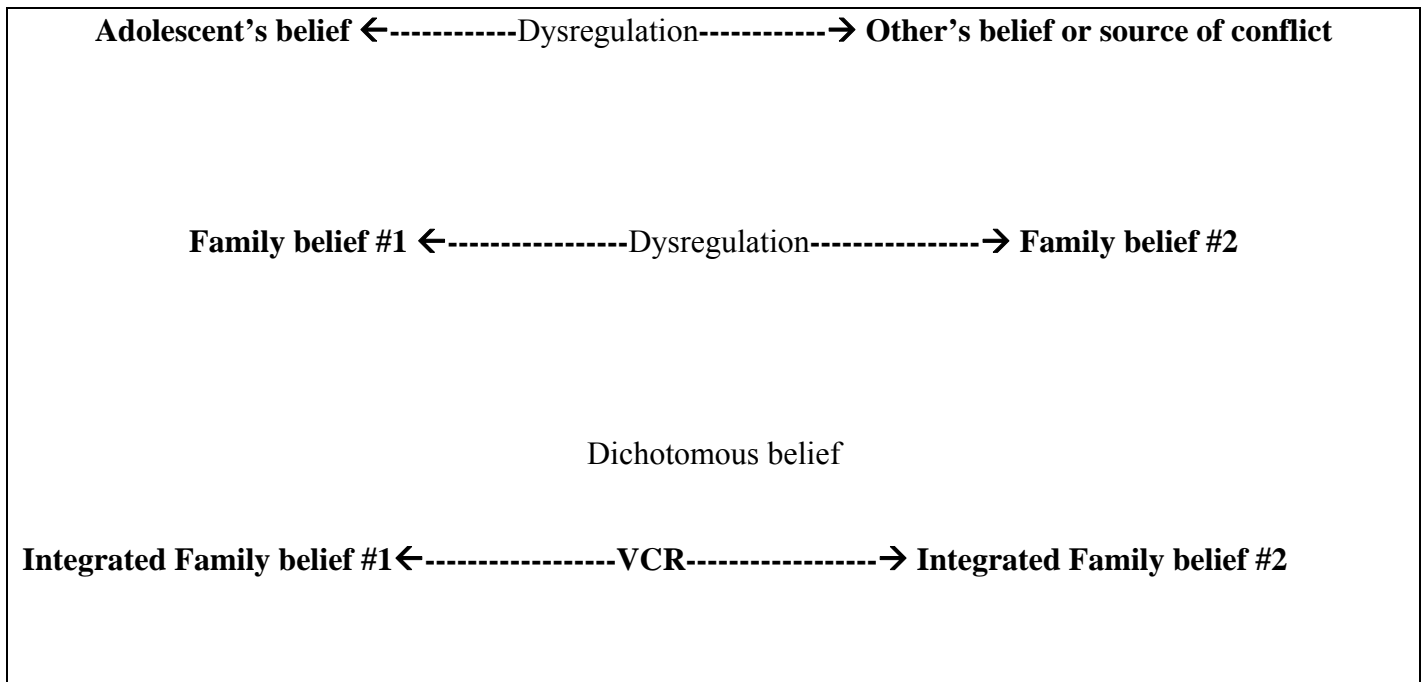 Adolescent's belief ←------------Dysregulation------------→ Other's belief or source of conflict
Family belief #1 ←-----------------Dysregulation----------------→ Family belief #2
Dichotomous belief
Integrated Family belief #1←------------------VCR------------------→ Integrated Family belief #2